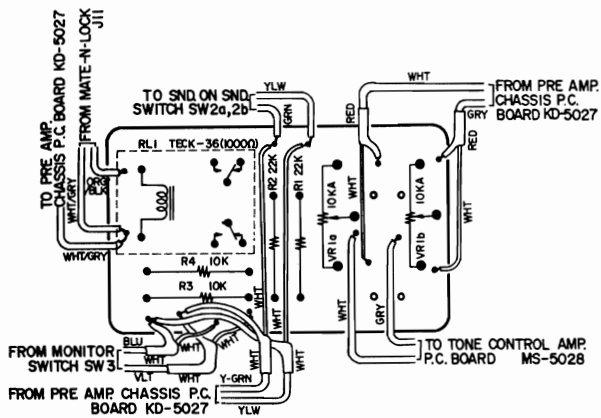 TO PRE AMP.
CHASSIS P.C. BOARD KD-5027
FROM MATE-N-LOCK
J11
TO SND. ON SND.
SWITCH SW2a,2b
YLW
GRN
WHT
RED
FROM PRE AMP.
CHASSIS P.C.
BOARD KD-5027
GRY
RED
RL1 TECK-36(1000Ω)
ORG
BLK
WHT/GRY
WHT/GRY
R2 22K
R1 22K
10KA
VR1a
WHT
10KA
VR1b
WHT
R4 10K
R3 10K
WHT
WHT
WHT
GRY
BLU
WHT
WHT
WHT
WHT
VLT
WHT
WHT
FROM MONITOR
SWITCH SW3
TO TONE CONTROL AMP.
P.C. BOARD MS-5028
FROM PRE AMP. CHASSIS P.C.
BOARD KD-5027
Y-GRN
YLW